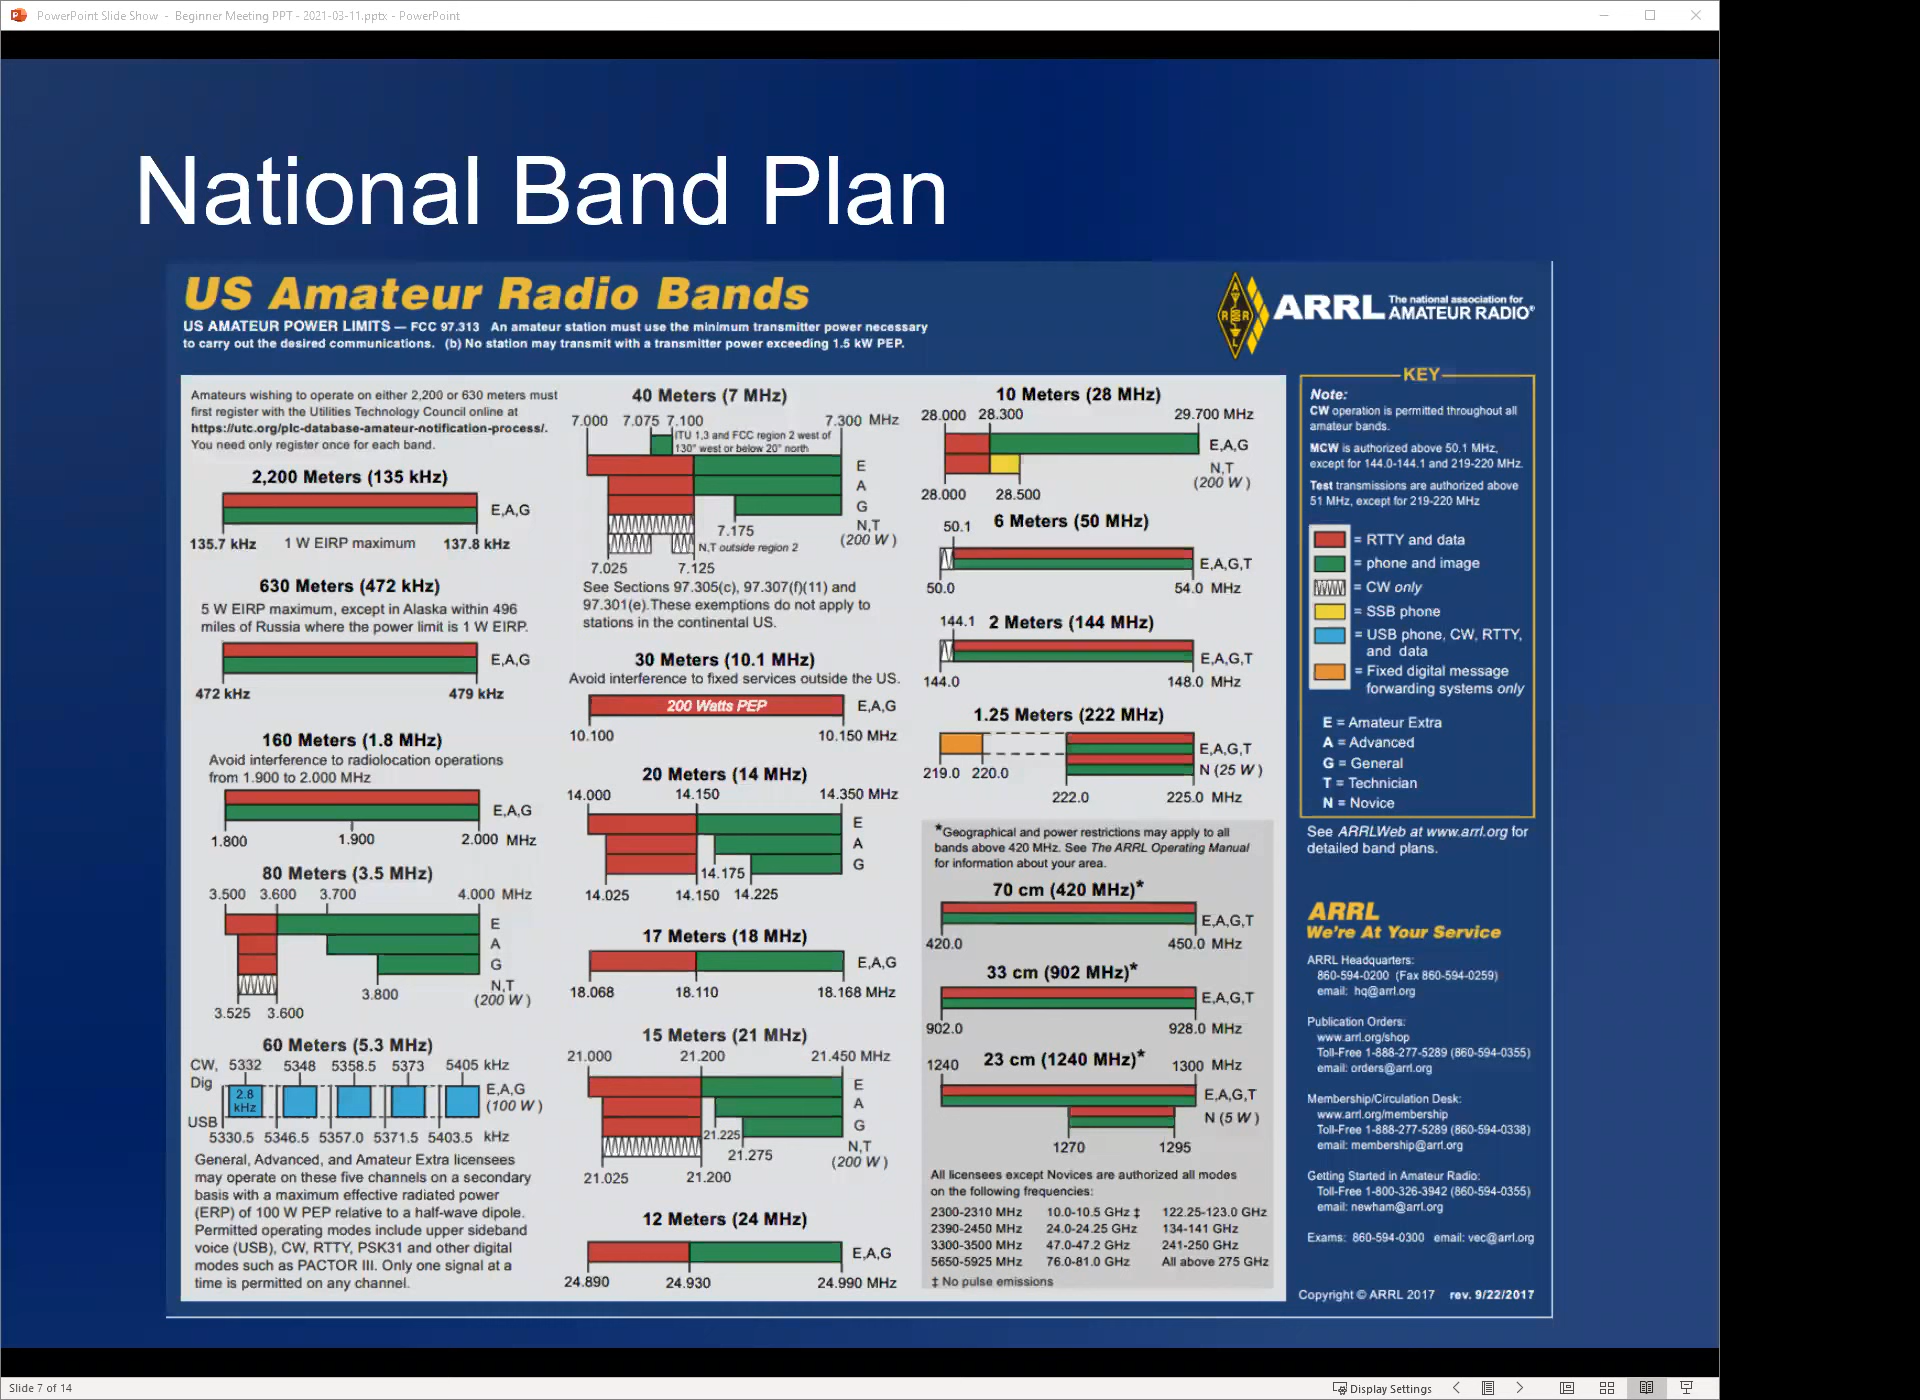 PowerPoint Slide Show - Beginner Meeting PPT - 2021-03-11.pptx - PowerPoint
National Band Plan
US Amateur Radio Bands
US AMATEUR POWER LIMITS — FCC 97.313 An amateur station must use the minimum transmitter power necessary
to carry out the desired communications. (b) No station may transmit with a transmitter power exceeding 1.5 kW PEP.
ARRL The national association for
AMATEUR RADIO®
Amateurs wishing to operate on either 2,200 or 630 meters must
first register with the Utilities Technology Council online at
https://utc.org/plc-database-amateur-notification-process/.
You need only register once for each band.
2,200 Meters (135 kHz)
E,A,G
135.7 kHz 1 W EIRP maximum 137.8 kHz
630 Meters (472 kHz)
5 W EIRP maximum, except in Alaska within 496
miles of Russia where the power limit is 1 W EIRP.
E,A,G
472 kHz 479 kHz
160 Meters (1.8 MHz)
Avoid interference to radiolocation operations
from 1.900 to 2.000 MHz
E,A,G
1.800 1.900 2.000 MHz
80 Meters (3.5 MHz)
3.500 3.600 3.700 4.000 MHz
E
A
G
N,T
(200 W)
3.800
3.525 3.600
60 Meters (5.3 MHz)
CW, 5332 5348 5358.5 5373 5405 kHz
Dig
2.8
kHz
E,A,G
(100 W)
USB
5330.5 5346.5 5357.0 5371.5 5403.5 kHz
General, Advanced, and Amateur Extra licensees
may operate on these five channels on a secondary
basis with a maximum effective radiated power
(ERP) of 100 W PEP relative to a half-wave dipole.
Permitted operating modes include upper sideband
voice (USB), CW, RTTY, PSK31 and other digital
modes such as PACTOR III. Only one signal at a
time is permitted on any channel.
40 Meters (7 MHz)
7.000 7.075 7.100 7.300 MHz
ITU 1,3 and FCC region 2 west of
130° west or below 20° north
E
A
G
N,T
(200 W)
7.175
N,T outside region 2
7.025 7.125
See Sections 97.305(c), 97.307(f)(11) and
97.301(e).These exemptions do not apply to
stations in the continental US.
30 Meters (10.1 MHz)
Avoid interference to fixed services outside the US.
200 Watts PEP
E,A,G
10.100 10.150 MHz
20 Meters (14 MHz)
14.000 14.150 14.350 MHz
E
A
G
14.175
14.025 14.150 14.225
17 Meters (18 MHz)
E,A,G
18.068 18.110 18.168 MHz
15 Meters (21 MHz)
21.000 21.200 21.450 MHz
E
A
G
N,T
(200 W)
21.225
21.275
21.025 21.200
12 Meters (24 MHz)
E,A,G
24.890 24.930 24.990 MHz
10 Meters (28 MHz)
28.000 28.300 29.700 MHz
E,A,G
N,T
(200 W)
28.000 28.500
6 Meters (50 MHz)
50.1
E,A,G,T
50.0 54.0 MHz
2 Meters (144 MHz)
144.1
E,A,G,T
144.0 148.0 MHz
1.25 Meters (222 MHz)
E,A,G,T
N (25 W)
219.0 220.0
222.0 225.0 MHz
*Geographical and power restrictions may apply to all
bands above 420 MHz. See The ARRL Operating Manual
for information about your area.
70 cm (420 MHz)*
E,A,G,T
420.0 450.0 MHz
33 cm (902 MHz)*
E,A,G,T
902.0 928.0 MHz
23 cm (1240 MHz)*
1240 1300 MHz
E,A,G,T
N (5 W)
1270 1295
All licensees except Novices are authorized all modes
on the following frequencies:
2300-2310 MHz 10.0-10.5 GHz ‡ 122.25-123.0 GHz
2390-2450 MHz 24.0-24.25 GHz 134-141 GHz
3300-3500 MHz 47.0-47.2 GHz 241-250 GHz
5650-5925 MHz 76.0-81.0 GHz All above 275 GHz
‡ No pulse emissions
KEY
Note:
CW operation is permitted throughout all
amateur bands.
MCW is authorized above 50.1 MHz,
except for 144.0-144.1 and 219-220 MHz.
Test transmissions are authorized above
51 MHz, except for 219-220 MHz
= RTTY and data
= phone and image
= CW only
= SSB phone
= USB phone, CW, RTTY,
and data
= Fixed digital message
forwarding systems only
E = Amateur Extra
A = Advanced
G = General
T = Technician
N = Novice
See ARRLWeb at www.arrl.org for
detailed band plans.
ARRL
We're At Your Service
ARRL Headquarters:
860-594-0200 (Fax 860-594-0259)
email: hq@arrl.org
Publication Orders:
www.arrl.org/shop
Toll-Free 1-888-277-5289 (860-594-0355)
email: orders@arrl.org
Membership/Circulation Desk:
www.arrl.org/membership
Toll-Free 1-888-277-5289 (860-594-0338)
email: membership@arrl.org
Getting Started in Amateur Radio:
Toll-Free 1-800-326-3942 (860-594-0355)
email: newham@arrl.org
Exams: 860-594-0300 email: vec@arrl.org
Copyright © ARRL 2017 rev. 9/22/2017
Slide 7 of 14
Display Settings